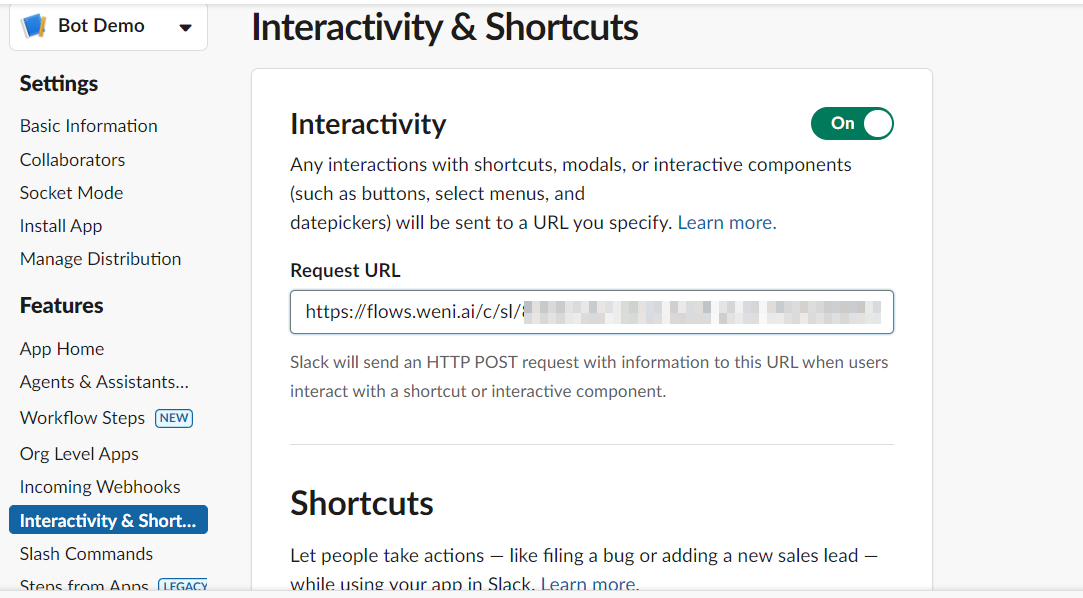 Bot Demo
Settings
Basic Information
Collaborators
Socket Mode
Install App
Manage Distribution
Features
App Home
Agents & Assistants...
Workflow Steps NEW
Org Level Apps
Incoming Webhooks
Interactivity & Short...
Slash Commands
Steps from Apps LEGACY
Interactivity & Shortcuts
Interactivity
On
Any interactions with shortcuts, modals, or interactive components
(such as buttons, select menus, and
datepickers) will be sent to a URL you specify. Learn more.
Request URL
https://flows.weni.ai/c/sl/
Slack will send an HTTP POST request with information to this URL when users
interact with a shortcut or interactive component.
Shortcuts
Let people take actions — like filing a bug or adding a new sales lead —
while using your app in Slack. Learn more.